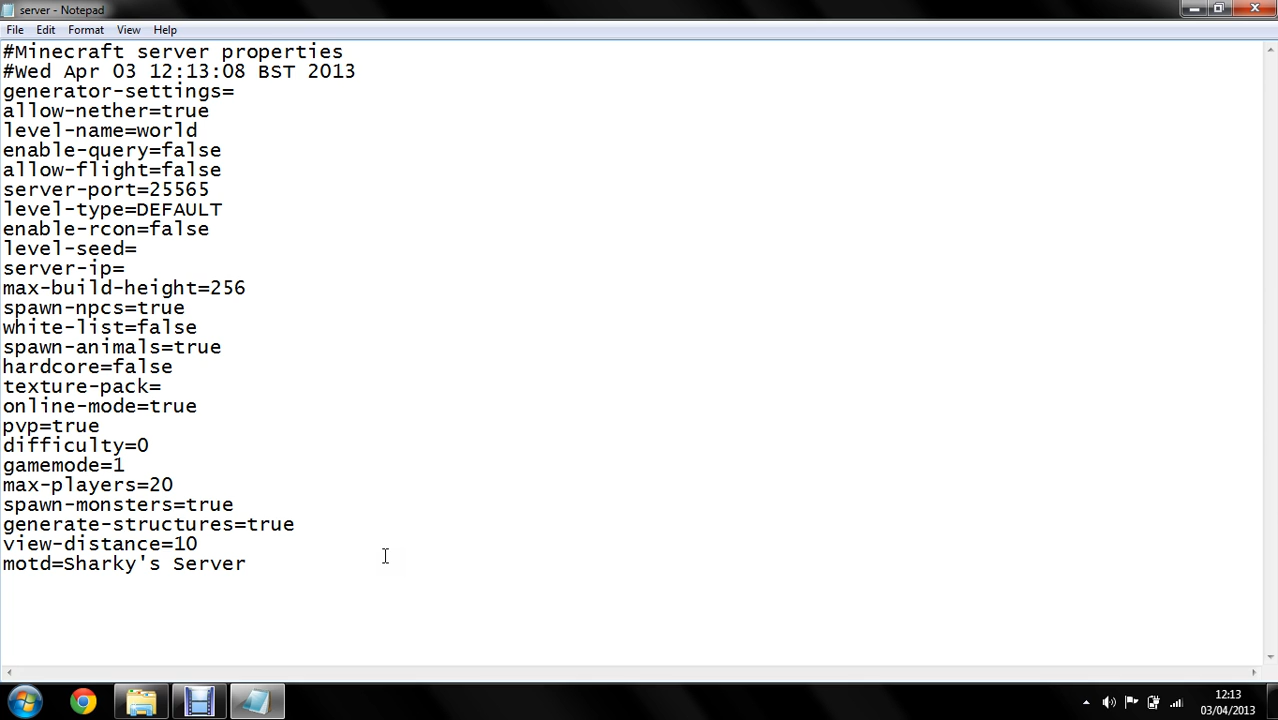 server - Notepad
File Edit Format View Help
#Minecraft server properties
#Wed Apr 03 12:13:08 BST 2013
generator-settings=
allow-nether=true
level-name=world
enable-query=false
allow-flight=false
server-port=25565
level-type=DEFAULT
enable-rcon=false
level-seed=
server-ip=
max-build-height=256
spawn-npcs=true
white-list=false
spawn-animals=true
hardcore=false
texture-pack=
online-mode=true
pvp=true
difficulty=0
gamemode=1
max-players=20
spawn-monsters=true
generate-structures=true
view-distance=10
motd=Sharky's Server
12:13
03/04/2013